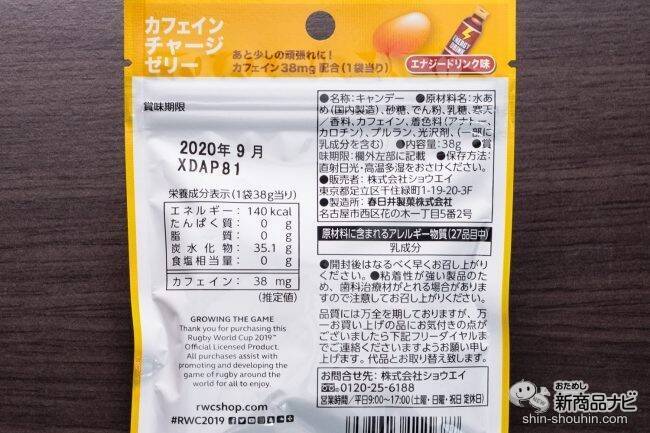 カフェイン
チャージ
ゼリー
あと少しの頑張れに！
カフェイン38mg配合（1袋当り）
ENERGY
DRINK
エナジードリンク味
賞味期限
2020年9月
XDAP81
栄養成分表示（1袋38g当り）
エネルギー： 140kcal
たんぱく質： 0 g
脂質： 0 g
炭水化物： 35.1 g
食塩相当量： 0 g
カフェイン： 38 mg
（推定値）
GROWING THE GAME
Thank you for purchasing this
Rugby World Cup 2019™
Official Licensed Product.
All purchases assist with
promoting and developing the
game of rugby around the
world for all to enjoy.
rwcshop.com
#RWC2019
●名称：キャンデー ●原材料名：水
あめ（国内製造）、砂糖、でん粉、乳糖、寒天
／香料、カフェイン、着色料（アナトー、
カロチン）、プルラン、光沢剤、（一部に
乳成分を含む） ●内容量：38g ●賞
味期限：欄外左部に記載 ●保存方法：
直射日光・高温多湿をおさけください。
●販売者：株式会社ショウエイ
東京都足立区千住緑町1-19-20-3F
●製造所：春日井製菓株式会社
名古屋市西区花の木一丁目5番2号
原材料に含まれるアレルギー物質（27品目中）
乳成分
●開封後はなるべく早くお召し上がり
ください。 ●粘着性が強い製品のた
め、歯科治療材がとれる場合がありま
すので注意してお召し上がりください。
品質には万全を期しておりますが、万
一お買い上げの品にお気付きの点が
ございましたら下記フリーダイヤルま
でご連絡くださいますようお願い申し
上げます。代品とお取り替え致します。
お問合せ先：株式会社ショウエイ
0120-25-6188
営業時間／平日9:00〜17:00（土曜・日曜・祝日 定休日）
おためし
新商品ナビ
shin-shouhin.com